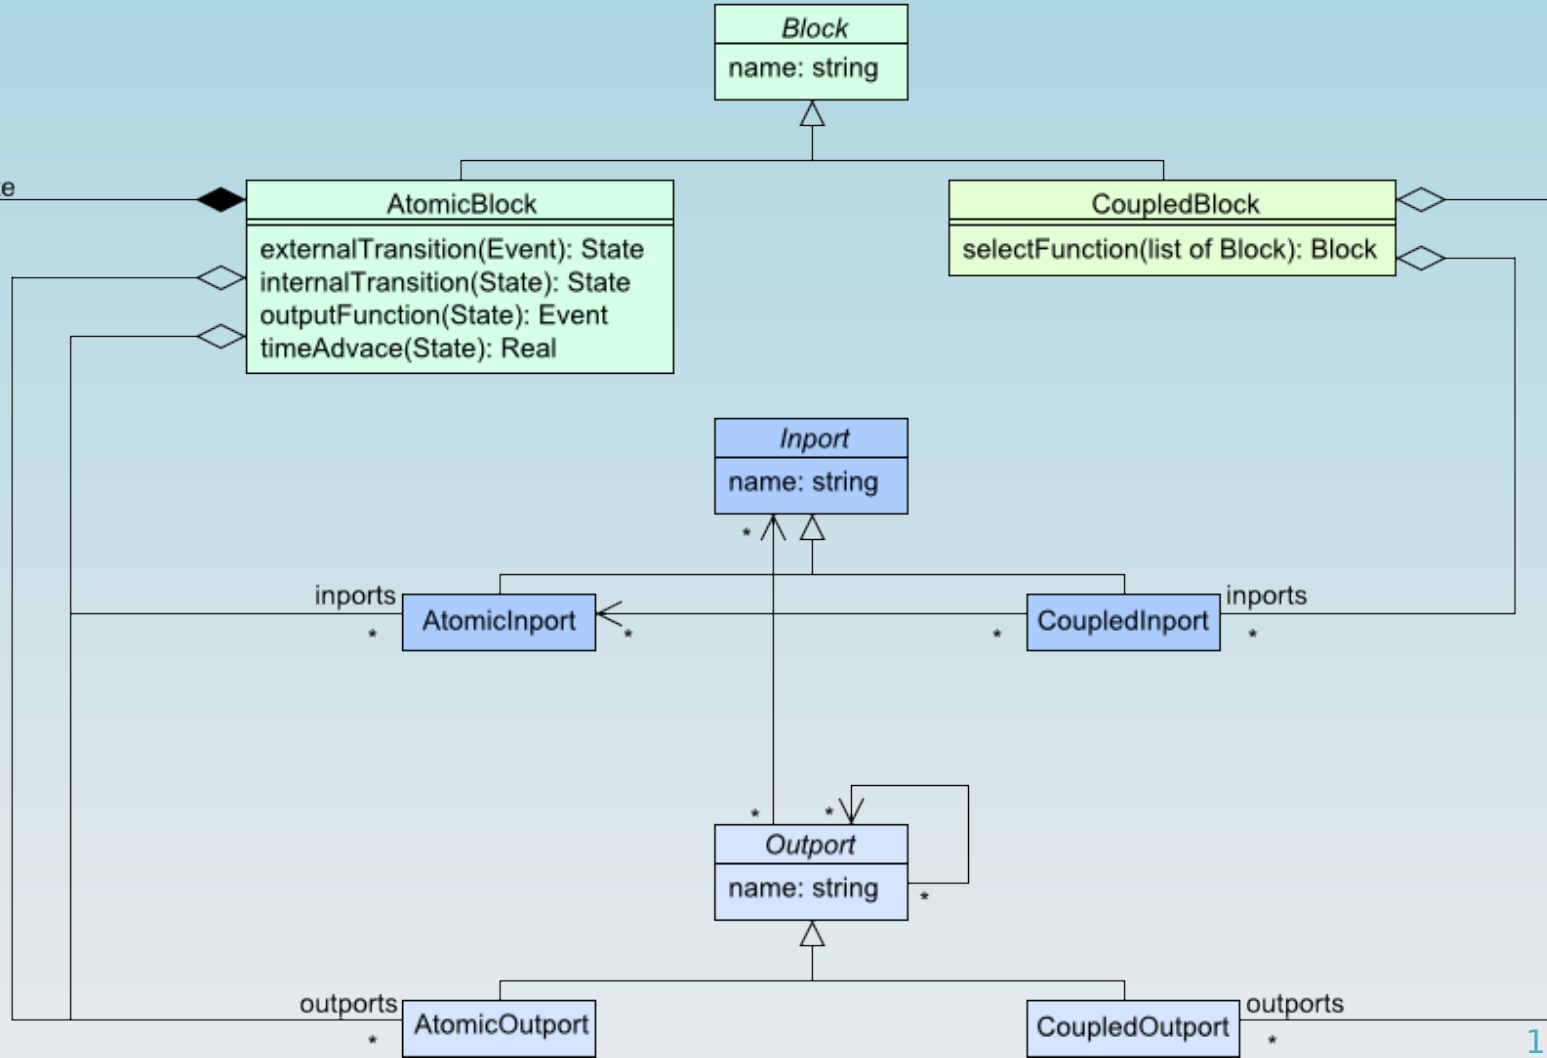 Block
name: string
e
AtomicBlock
CoupledBlock
externalTransition(Event): State
internalTransition(State): State
outputFunction(State): Event
timeAdvace(State): Real
selectFunction(list of Block): Block
Inport
name: string
*
inports
*
AtomicInport
*
*
CoupledInport
inports
*
*
*
Outport
name: string
*
outports
*
AtomicOutport
CoupledOutport
outports
*
1